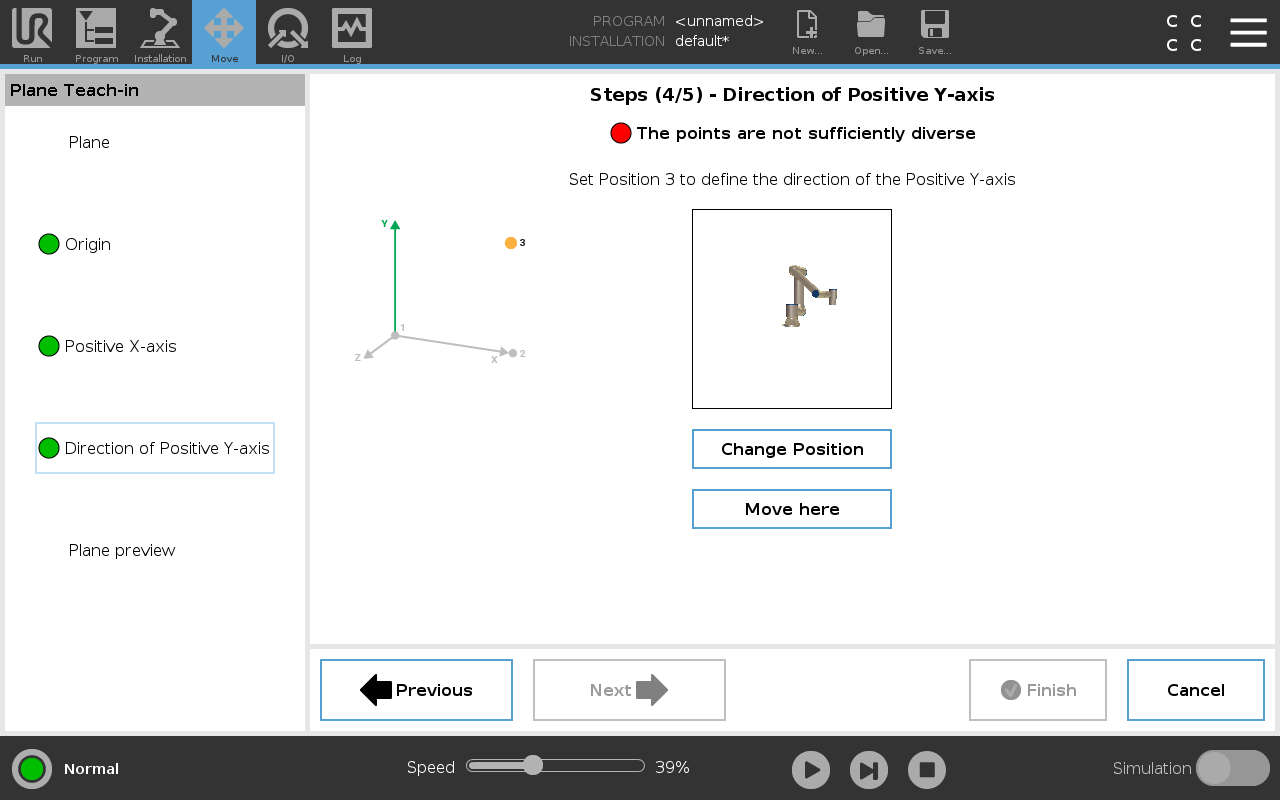 UR
Run
Program
Installation
Move
I/O
Log
PROGRAM <unnamed>
INSTALLATION default*
New...
Open...
Save...
C C
C C
Plane Teach-in
Plane
Origin
Positive X-axis
Direction of Positive Y-axis
Plane preview
Steps (4/5) - Direction of Positive Y-axis
The points are not sufficiently diverse
Set Position 3 to define the direction of the Positive Y-axis
Y
3
1
Z
X
2
Change Position
Move here
Previous
Next
Finish
Cancel
Normal
Speed
39%
Simulation